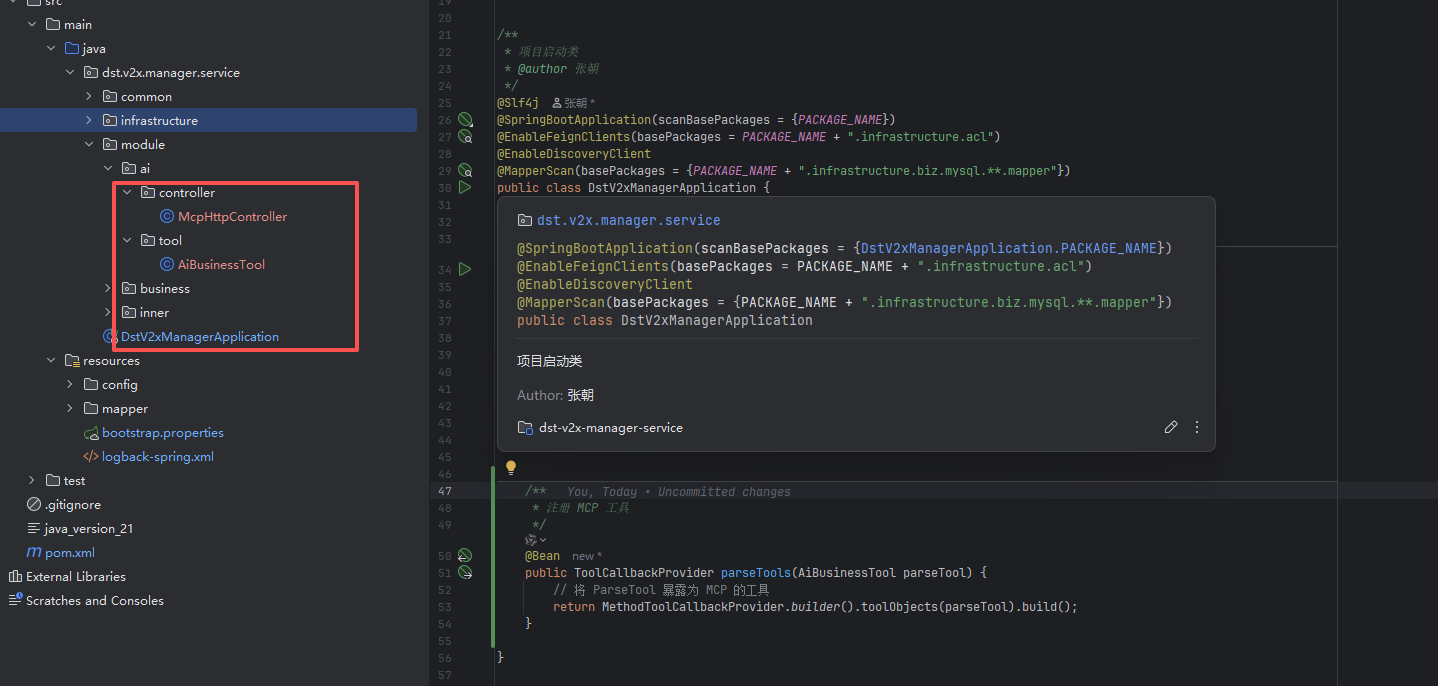 src
main
java
dst.v2x.manager.service
common
infrastructure
module
ai
controller
McpHttpController
tool
AiBusinessTool
business
inner
DstV2xManagerApplication
resources
config
mapper
bootstrap.properties
logback-spring.xml
test
.gitignore
java_version_21
pom.xml
External Libraries
Scratches and Consoles
19
20
21 /**
22 * 项目启动类
23 * @author 张朝
24 */
25 @Slf4j 张朝 *
26 @SpringBootApplication(scanBasePackages = {PACKAGE_NAME})
27 @EnableFeignClients(basePackages = PACKAGE_NAME + ".infrastructure.acl")
28 @EnableDiscoveryClient
29 @MapperScan(basePackages = {PACKAGE_NAME + ".infrastructure.biz.mysql.**.mapper"})
30 public class DstV2xManagerApplication {
31
32
33
34
35
36
37
38
39
40
41
42
43
44
45
46
dst.v2x.manager.service
@SpringBootApplication(scanBasePackages = {DstV2xManagerApplication.PACKAGE_NAME})
@EnableFeignClients(basePackages = PACKAGE_NAME + ".infrastructure.acl")
@EnableDiscoveryClient
@MapperScan(basePackages = {PACKAGE_NAME + ".infrastructure.biz.mysql.**.mapper"})
public class DstV2xManagerApplication
项目启动类
Author: 张朝
dst-v2x-manager-service
47 /** You, Today • Uncommitted changes
48 * 注册 MCP 工具
49 */
50 @Bean new *
51 public ToolCallbackProvider parseTools(AiBusinessTool parseTool) {
52 // 将 ParseTool 暴露为 MCP 的工具
53 return MethodToolCallbackProvider.builder().toolObjects(parseTool).build();
54 }
55
56 }
57